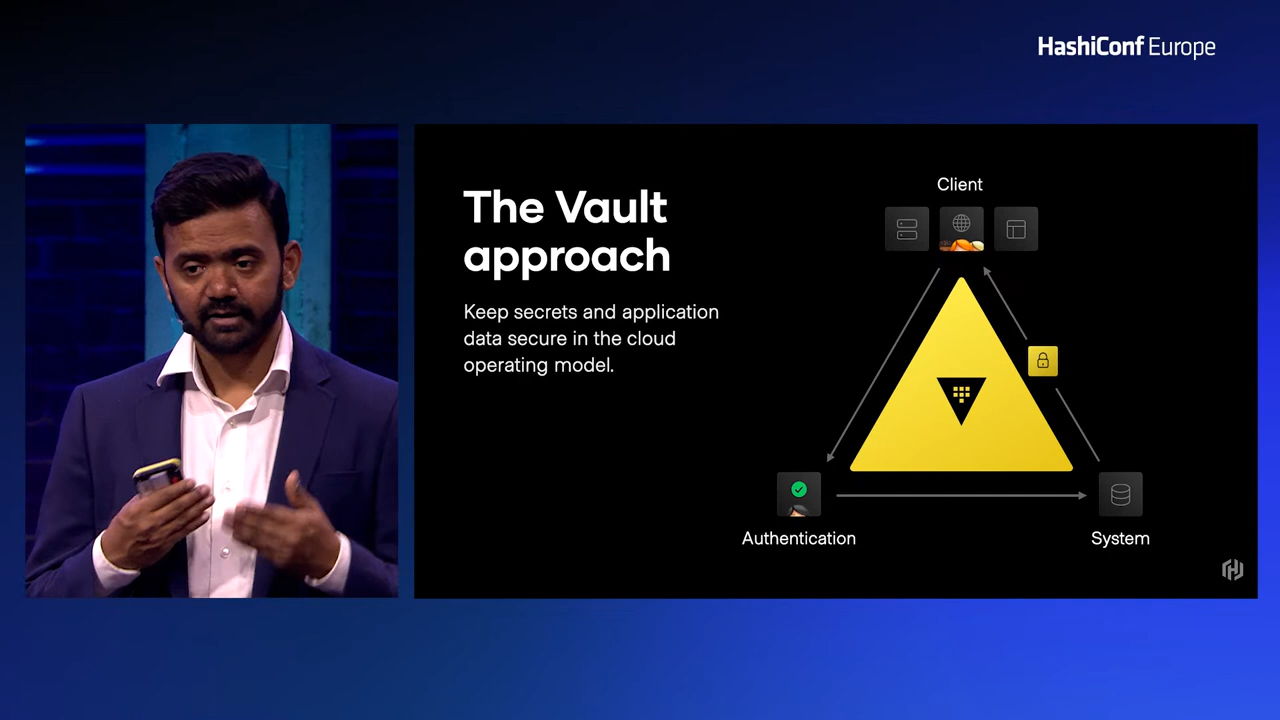 HashiConf Europe
The Vault
approach
Keep secrets and application
data secure in the cloud
operating model.
Client
Authentication
System